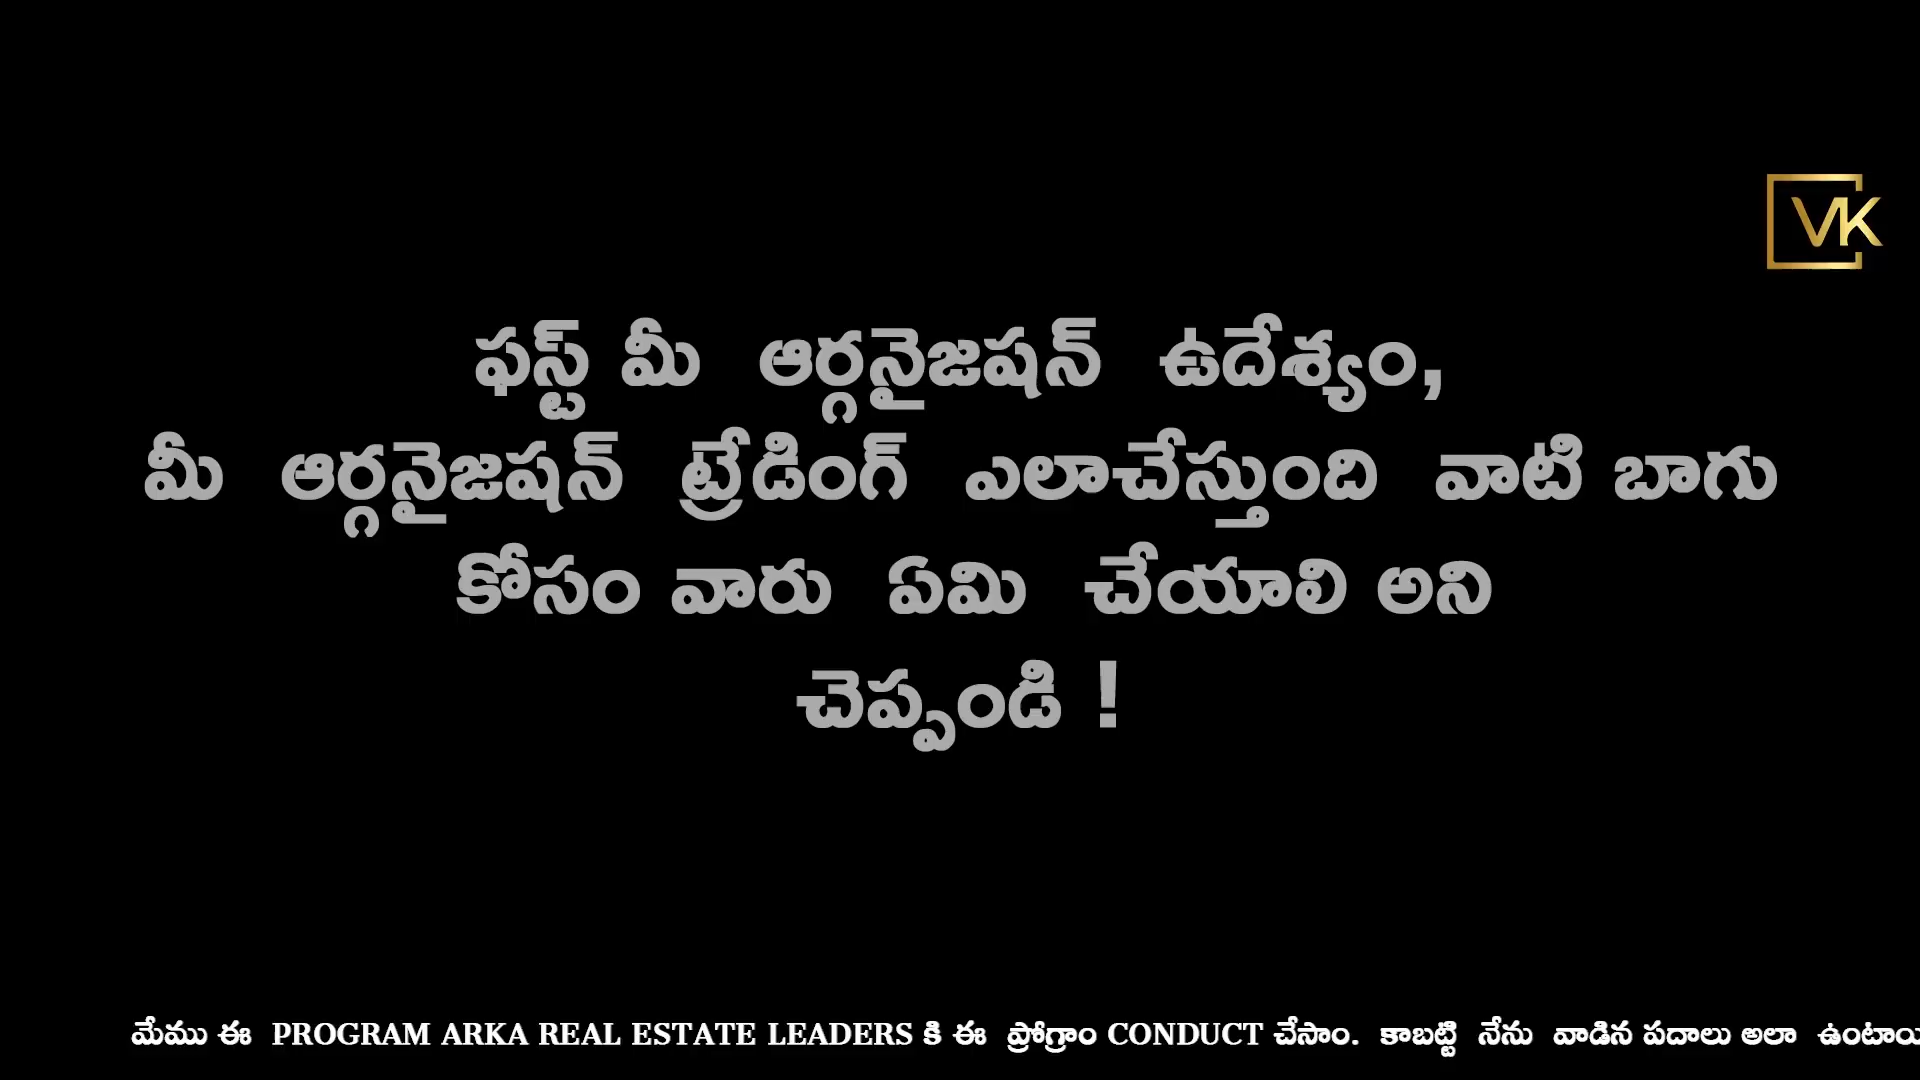 VK
ఫస్ట్ మీ ఆర్గనైజషన్ ఉదేశ్యం,
మీ ఆర్గనైజషన్ ట్రేడింగ్ ఎలాచేస్తుంది వాటి బాగు
కోసం వారు ఏమి చేయాలి అని
చెప్పండి !
మేము ఈ PROGRAM ARKA REAL ESTATE LEADERS కి ఈ ప్రోగ్రాం CONDUCT చేసాం. కాబట్టి నేను వాడిన పదాలు అలా ఉంటాయి